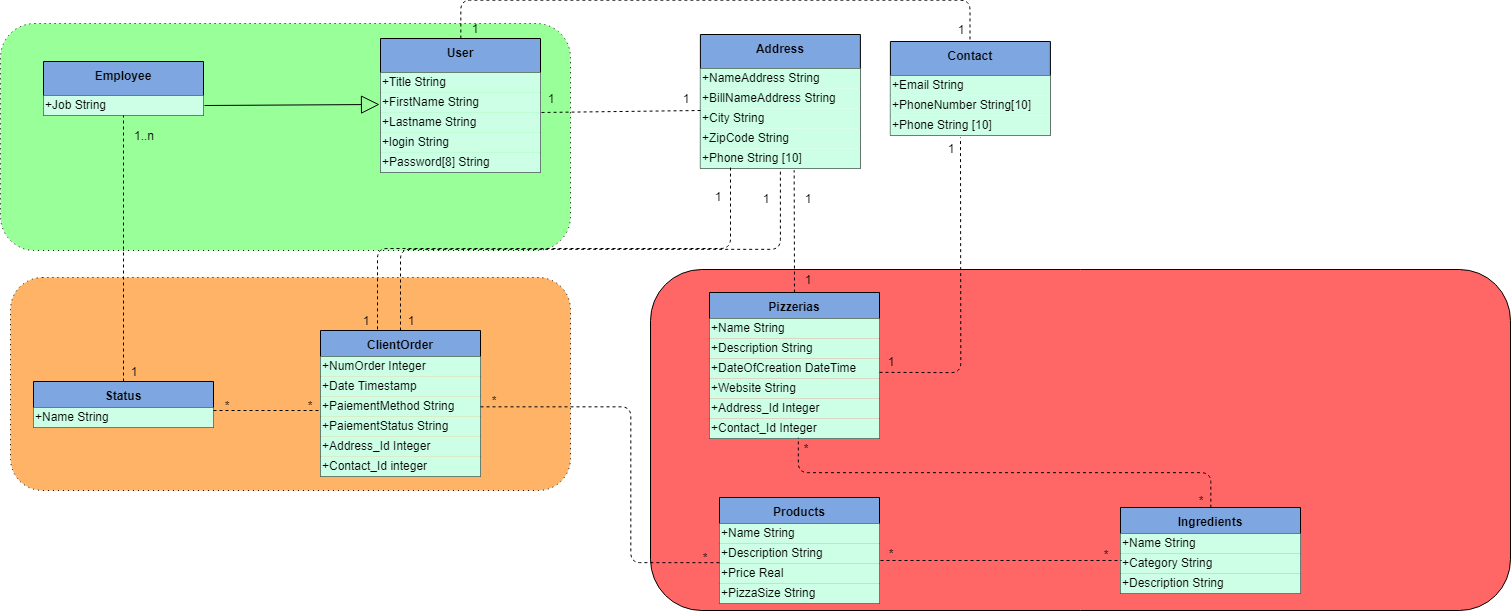 1
1
User
+Title String
+FirstName String
+Lastname String
+login String
+Password[8] String
Employee
+Job String
1..n
1
1
Address
+NameAddress String
+BillNameAddress String
+City String
+ZipCode String
+Phone String [10]
Contact
+Email String
+PhoneNumber String[10]
+Phone String [10]
1
1
1
1
1
1
1
1
1
ClientOrder
+NumOrder Integer
+Date Timestamp
+PaiementMethod String
+PaiementStatus String
+Address_Id Integer
+Contact_Id integer
Status
+Name String
*
*
*
Pizzerias
+Name String
+Description String
+DateOfCreation DateTime
+Website String
+Address_Id Integer
+Contact_Id Integer
*
*
Products
+Name String
+Description String
+Price Real
+PizzaSize String
*
*
*
Ingredients
+Name String
+Category String
+Description String